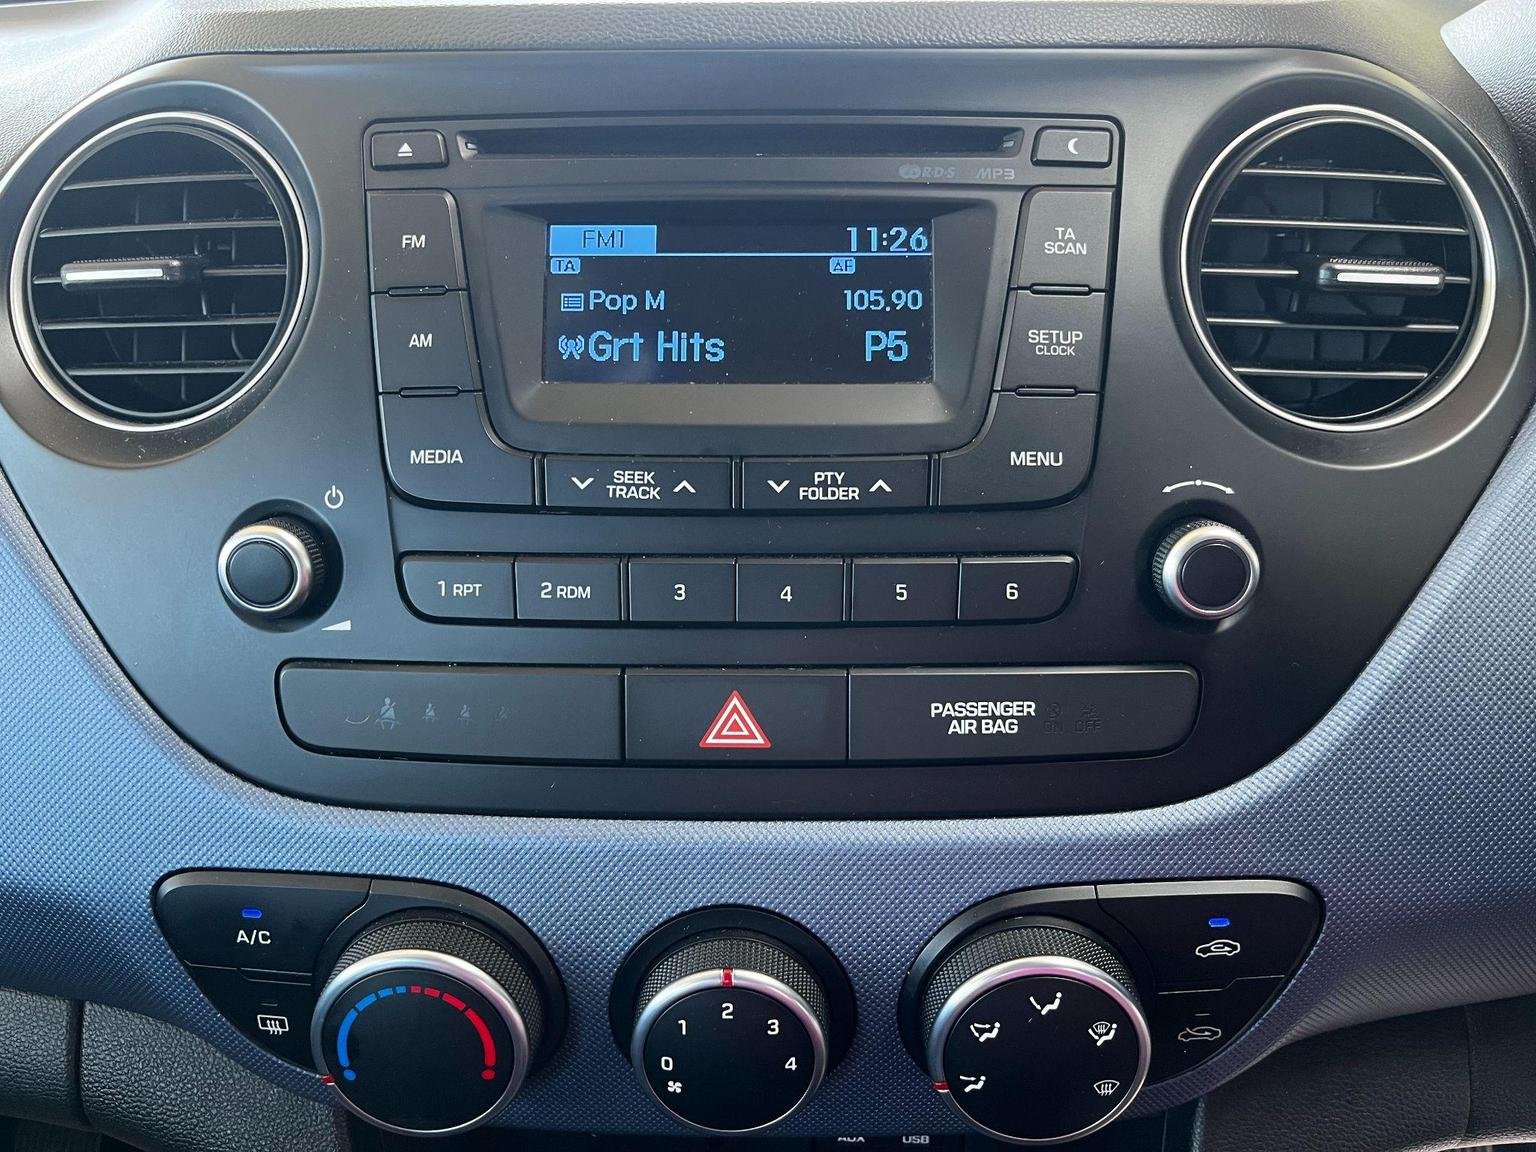 RDS MP3
FM
FM1 11:26
TA AF
Pop M 105.90
Grt Hits P5
TA
SCAN
AM
SETUP
CLOCK
MEDIA
SEEK
TRACK
PTY
FOLDER
MENU
1 RPT 2 RDM 3 4 5 6
PASSENGER
AIR BAG
ON OFF
A/C
0 1 2 3 4
AUX USB